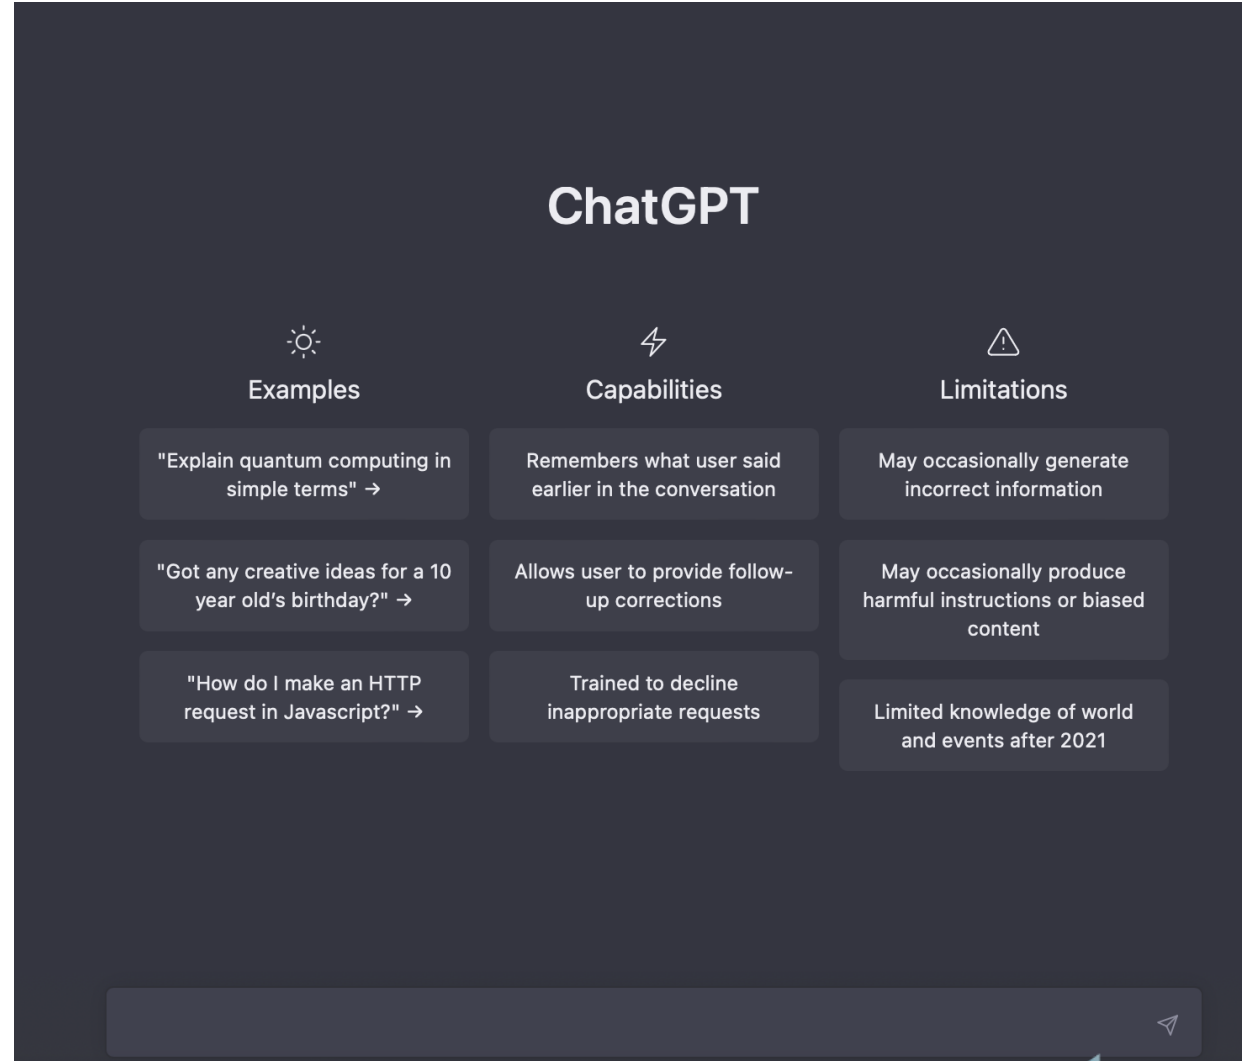 ChatGPT
Examples
"Explain quantum computing in
simple terms" →
"Got any creative ideas for a 10
year old’s birthday?" →
"How do I make an HTTP
request in Javascript?" →
Capabilities
Remembers what user said
earlier in the conversation
Allows user to provide follow-
up corrections
Trained to decline
inappropriate requests
Limitations
May occasionally generate
incorrect information
May occasionally produce
harmful instructions or biased
content
Limited knowledge of world
and events after 2021